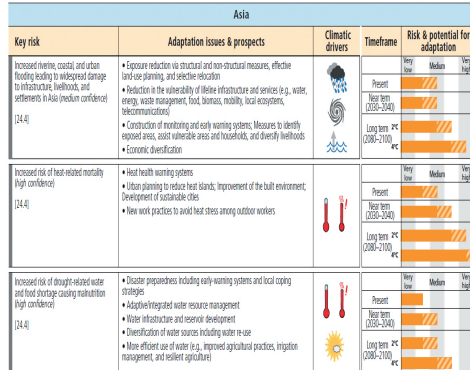 Asia
Key risk
Adaptation issues & prospects
Climatic
drivers
Timeframe
Risk & potential for
adaptation
Increased riverine, coastal, and urban
flooding leading to widespread damage
to infrastructure, livelihoods, and
settlements in Asia (medium confidence)
[24.4]
• Exposure reduction via structural and non-structural measures, effective
land-use planning, and selective relocation
• Reduction in the vulnerability of lifeline infrastructure and services (e.g., water,
energy, waste management, food, biomass, mobility, local ecosystems,
telecommunications)
• Construction of monitoring and early warning systems; Measures to identify
exposed areas, assist vulnerable areas and households, and diversify livelihoods
• Economic diversification
Very
low
Medium
Very
high
Present
Near term
(2030–2040)
Long term 2°C
(2080–2100)
4°C
Increased risk of heat-related mortality
(high confidence)
[24.4]
• Heat health warning systems
• Urban planning to reduce heat islands; Improvement of the built environment;
Development of sustainable cities
• New work practices to avoid heat stress among outdoor workers
!
Very
low
Medium
Very
high
Present
Near term
(2030–2040)
Long term 2°C
(2080–2100)
4°C
Increased risk of drought-related water
and food shortage causing malnutrition
(high confidence)
[24.4]
• Disaster preparedness including early-warning systems and local coping
strategies
• Adaptive/integrated water resource management
• Water infrastructure and reservoir development
• Diversification of water sources including water re-use
• More efficient use of water (e.g., improved agricultural practices, irrigation
management, and resilient agriculture)
!
Very
low
Medium
Very
high
Present
Near term
(2030–2040)
Long term 2°C
(2080–2100)
4°C